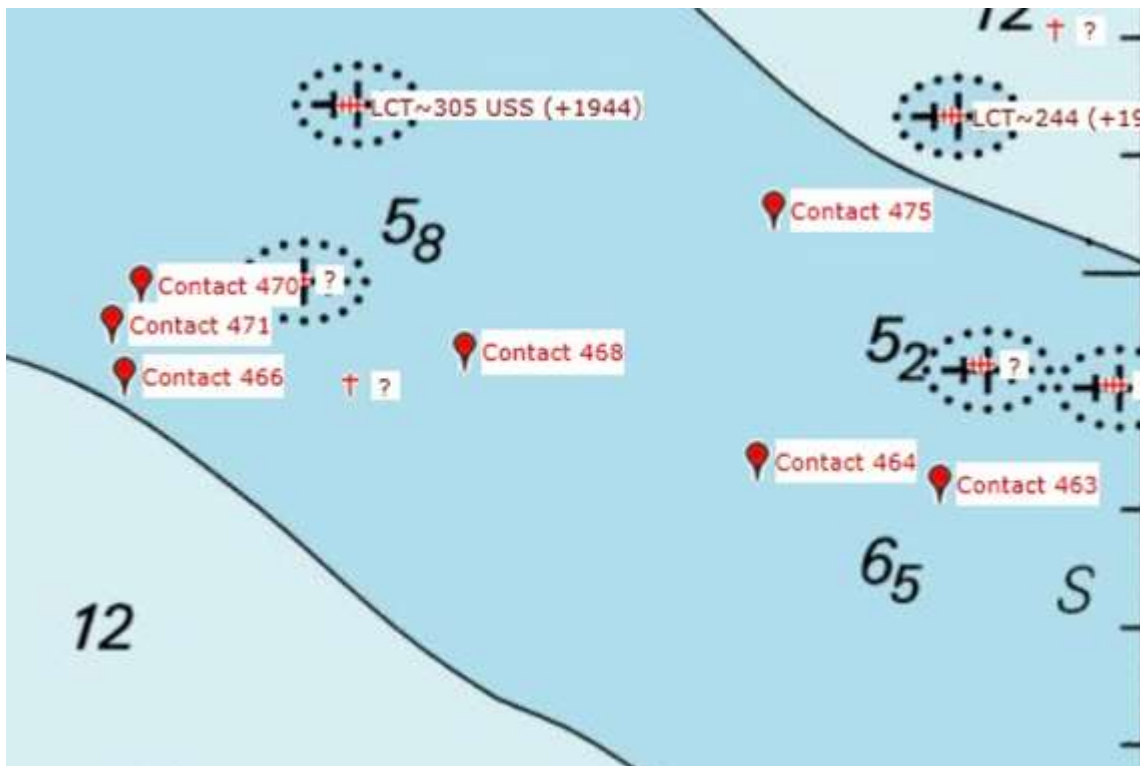 12 ?
LCT~305 USS (+1944)
LCT~244 (+19
5₈
Contact 475
Contact 470 ?
Contact 471
5₂ ?
Contact 468
Contact 466
?
Contact 464
Contact 463
6₅
S
12